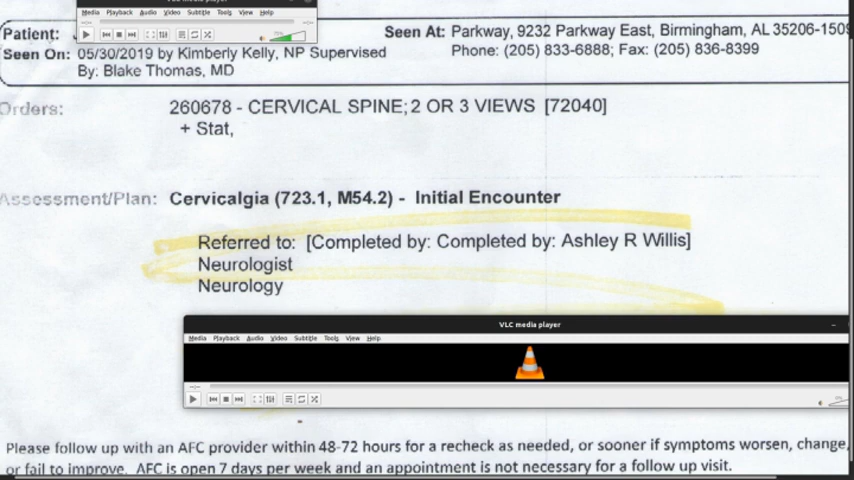 VLC media player
Media Playback Audio Video Subtitle Tools View Help
Patient:
Seen At: Parkway, 9232 Parkway East, Birmingham, AL 35206-150
Seen On: 05/30/2019 by Kimberly Kelly, NP Supervised
Phone: (205) 833-6888; Fax: (205) 836-8399
By: Blake Thomas, MD
Orders: 260678 - CERVICAL SPINE; 2 OR 3 VIEWS [72040]
+ Stat,
Assessment/Plan: Cervicalgia (723.1, M54.2) - Initial Encounter
Referred to: [Completed by: Completed by: Ashley R Willis]
Neurologist
Neurology
VLC media player
Media Playback Audio Video Subtitle Tools View Help
Please follow up with an AFC provider within 48-72 hours for a recheck as needed, or sooner if symptoms worsen, change,
or fail to improve. AFC is open 7 days per week and an appointment is not necessary for a follow up visit.